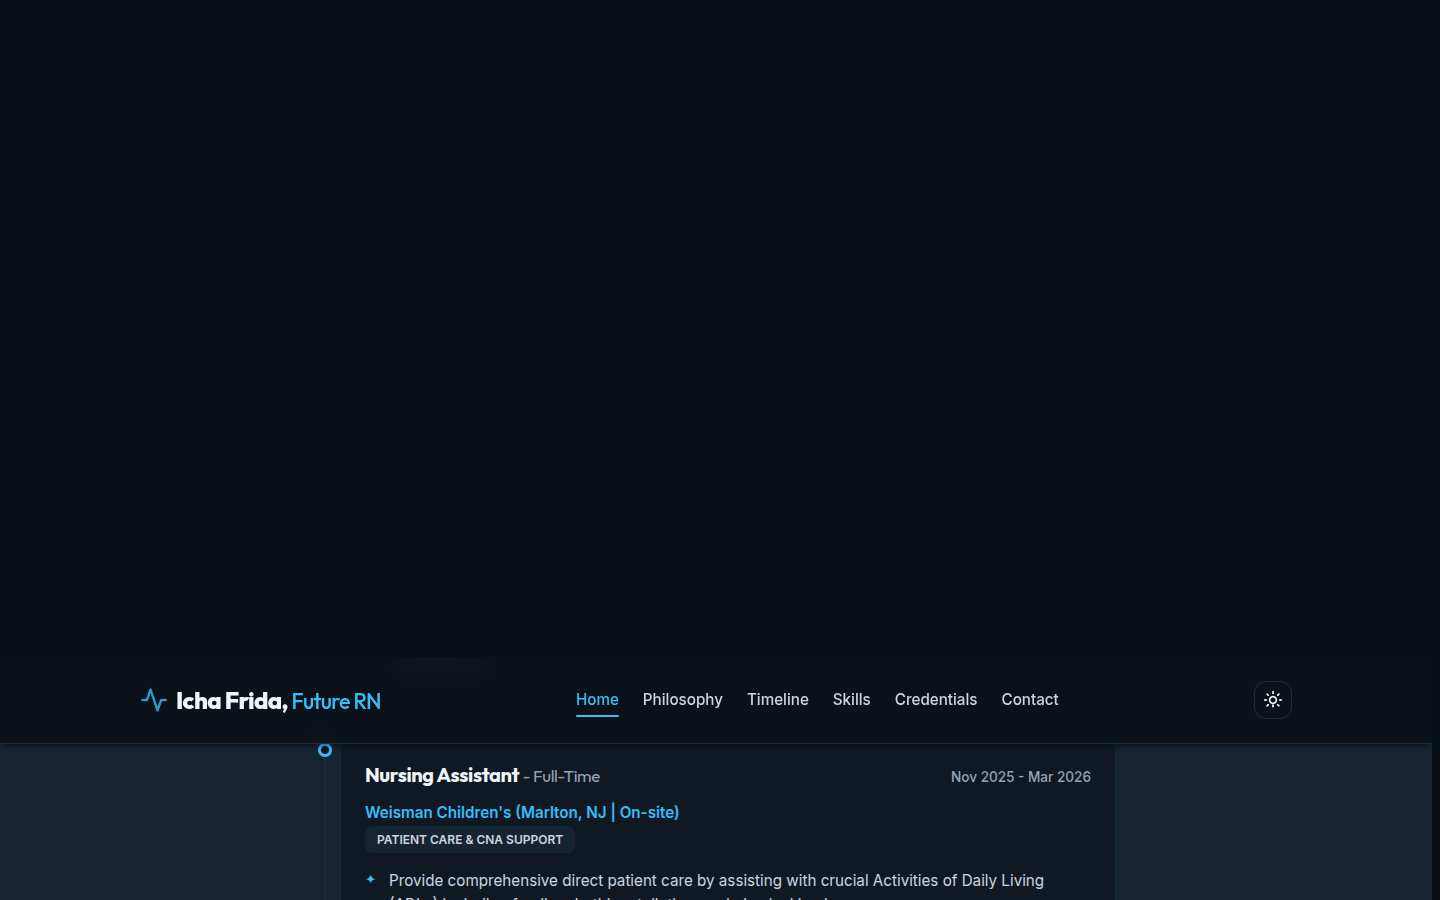 Icha Frida, Future RN
Home Philosophy Timeline Skills Credentials Contact
Nursing Assistant - Full-Time
Nov 2025 - Mar 2026
Weisman Children's (Marlton, NJ | On-site)
PATIENT CARE & CNA SUPPORT
✦ Provide comprehensive direct patient care by assisting with crucial Activities of Daily Living